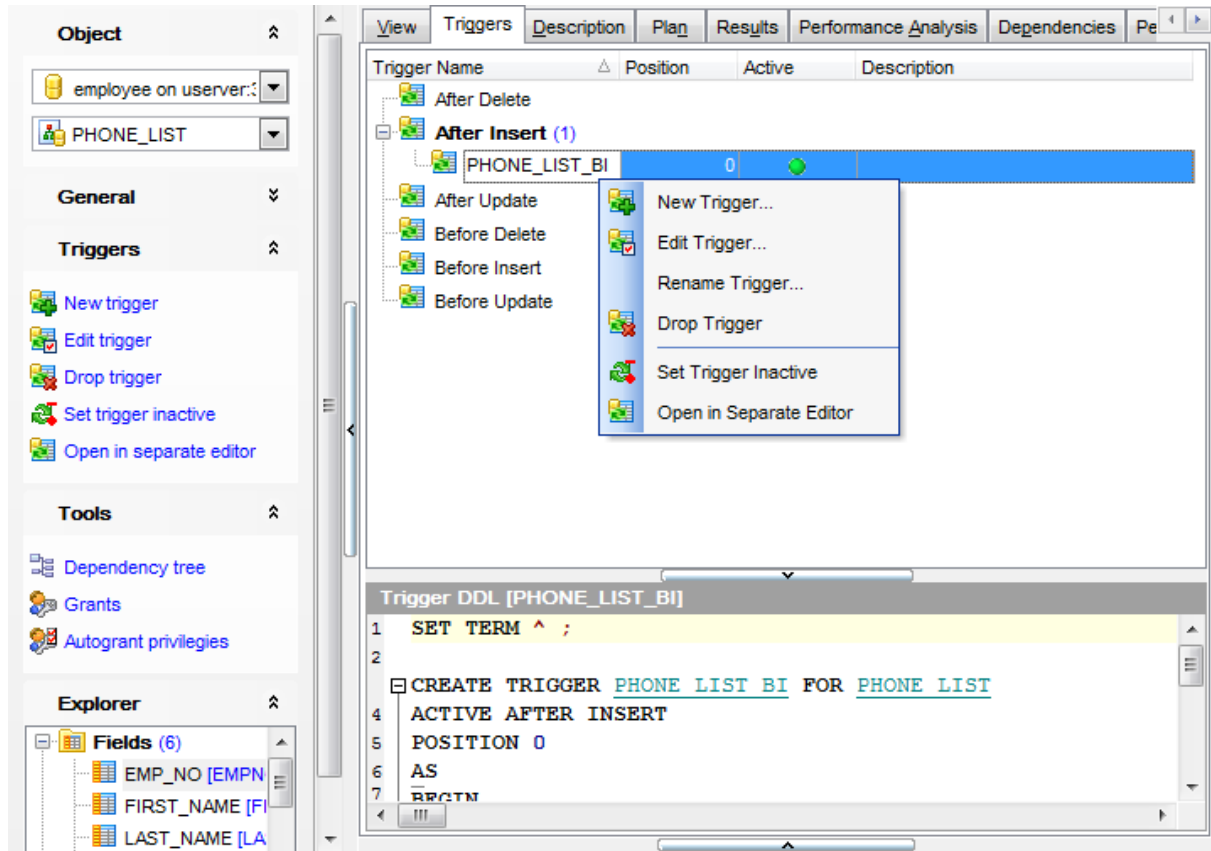 Object
employee on userver:3
PHONE_LIST
General
Triggers
New trigger
Edit trigger
Drop trigger
Set trigger inactive
Open in separate editor
Tools
Dependency tree
Grants
Autogrant privilegies
Explorer
Fields (6)
EMP_NO [EMPN
FIRST_NAME [FI
LAST_NAME [LA
View Triggers Description Plan Results Performance Analysis Dependencies Pe
Trigger Name Position Active Description
After Delete
After Insert (1)
PHONE_LIST_BI 0
After Update
Before Delete
Before Insert
Before Update
New Trigger...
Edit Trigger...
Rename Trigger...
Drop Trigger
Set Trigger Inactive
Open in Separate Editor
Trigger DDL [PHONE_LIST_BI]
1 SET TERM ^ ;
2
CREATE TRIGGER PHONE_LIST_BI FOR PHONE_LIST
4 ACTIVE AFTER INSERT
5 POSITION 0
6 AS
7 BEGIN